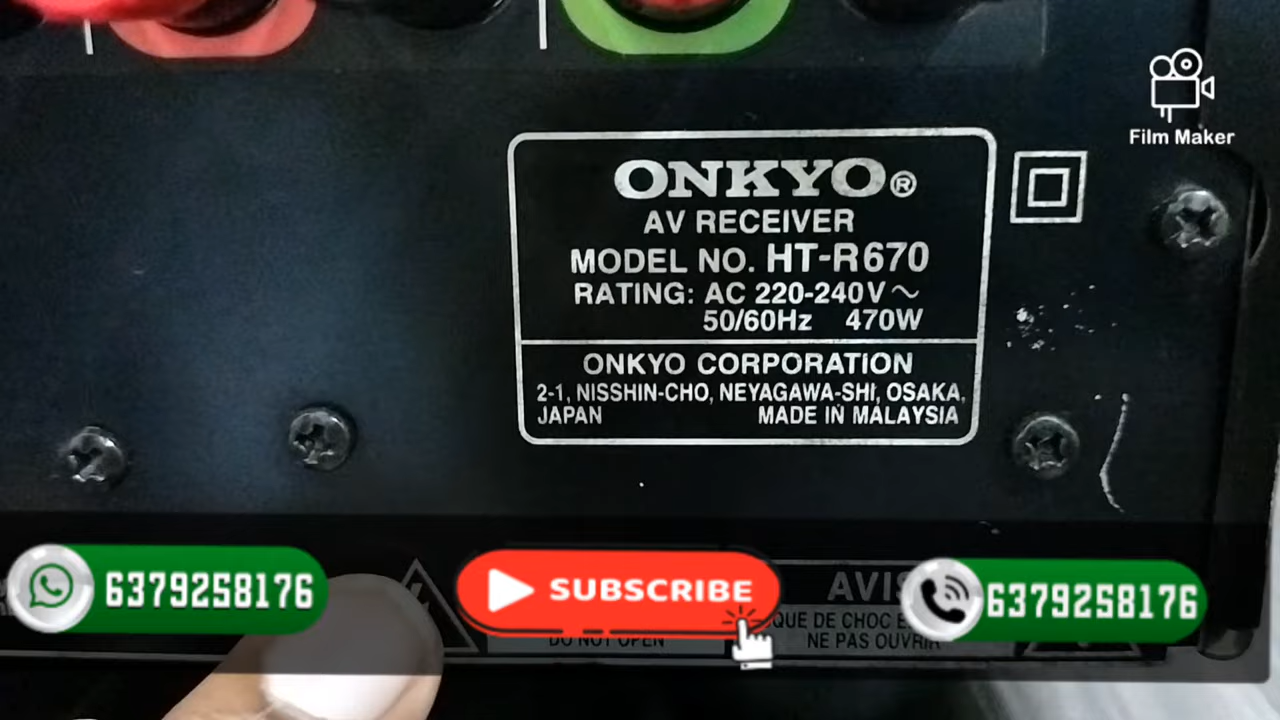 Film Maker
ONKYO®
AV RECEIVER
MODEL NO. HT-R670
RATING: AC 220-240V～
50/60Hz 470W
ONKYO CORPORATION
2-1, NISSHIN-CHO, NEYAGAWA-SHI, OSAKA,
JAPAN MADE IN MALAYSIA
6379258176
SUBSCRIBE
6379258176
DO NOT OPEN
QUE DE CHOC
NE PAS OUVRIR